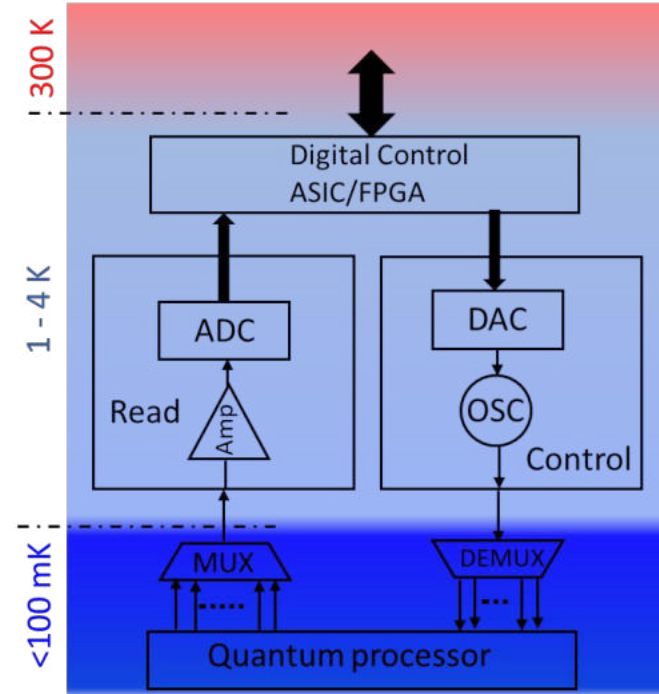 300 K
Digital Control
ASIC/FPGA
1 - 4 K
ADC
DAC
Read
Amp
OSC
Control
<100 mK
MUX
DEMUX
Quantum processor